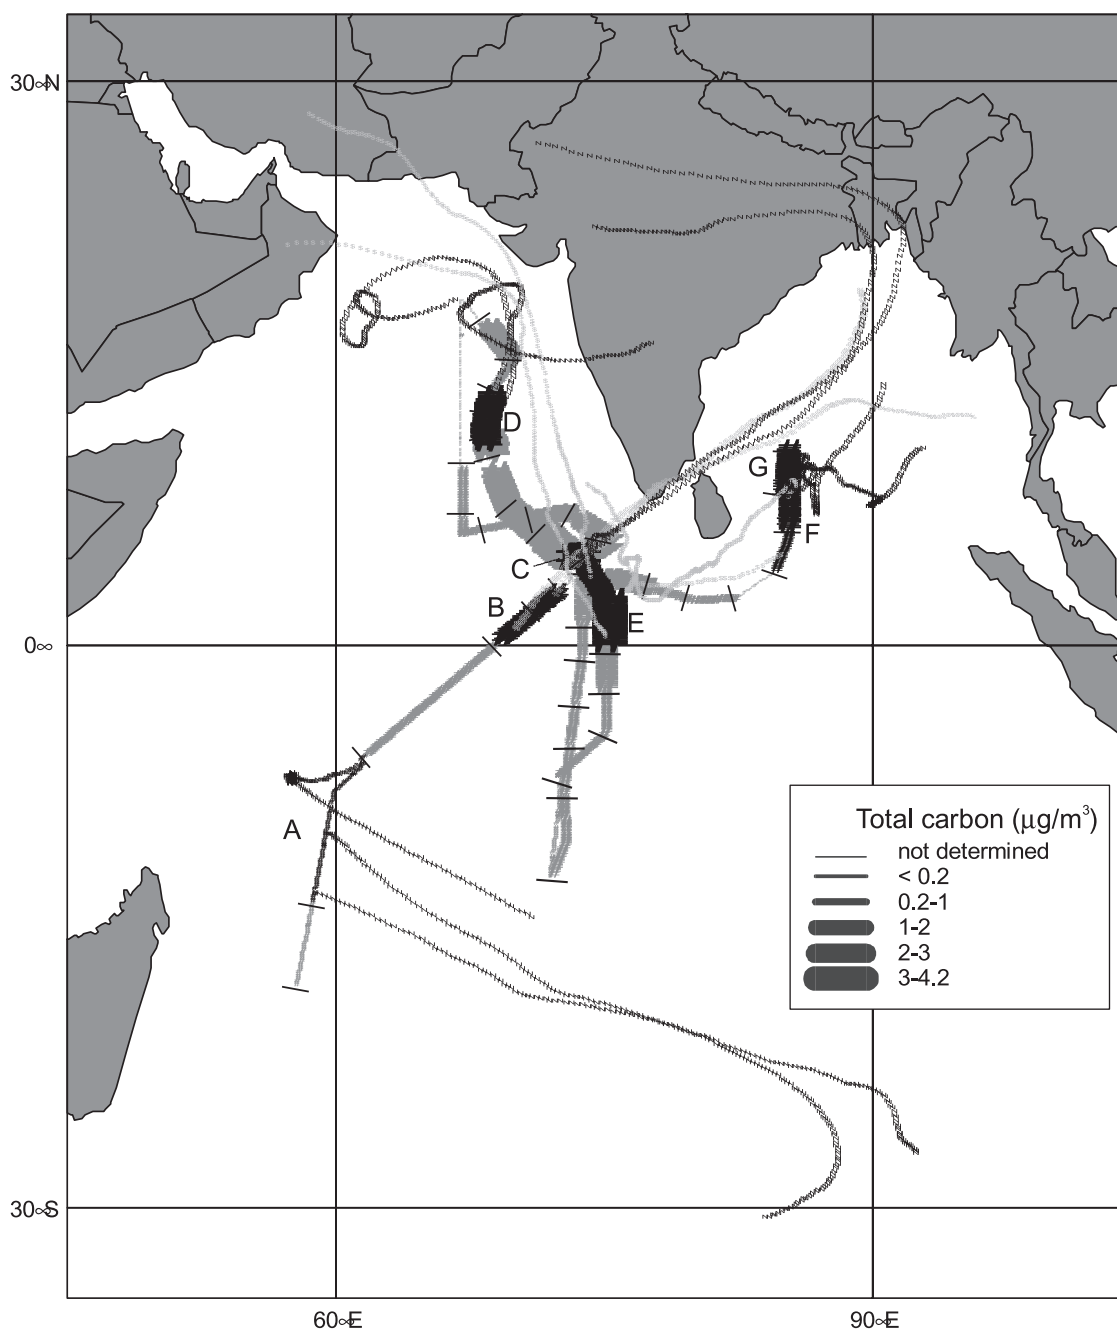 30∞N
D
G
F
C
B
E
0∞
A
Total carbon (μg/m³)
not determined
< 0.2
0.2-1
1-2
2-3
3-4.2
30∞S
60∞E
90∞E